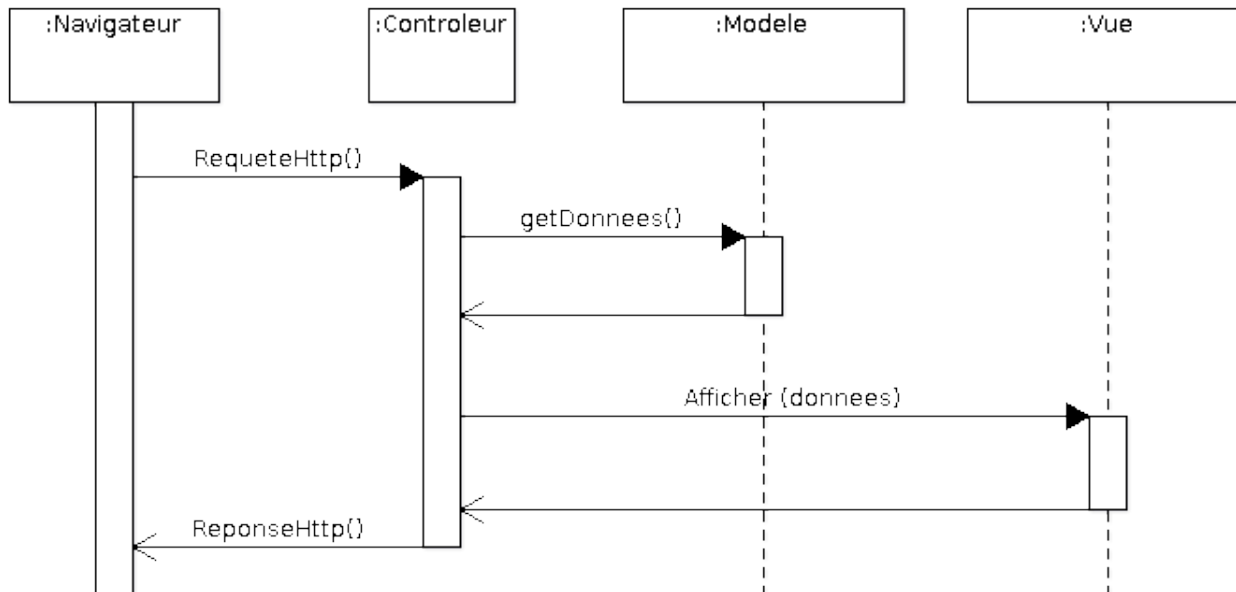 :Navigateur
:Controleur
:Modele
:Vue
RequeteHttp()
getDonnees()
Afficher (donnees)
ReponseHttp()